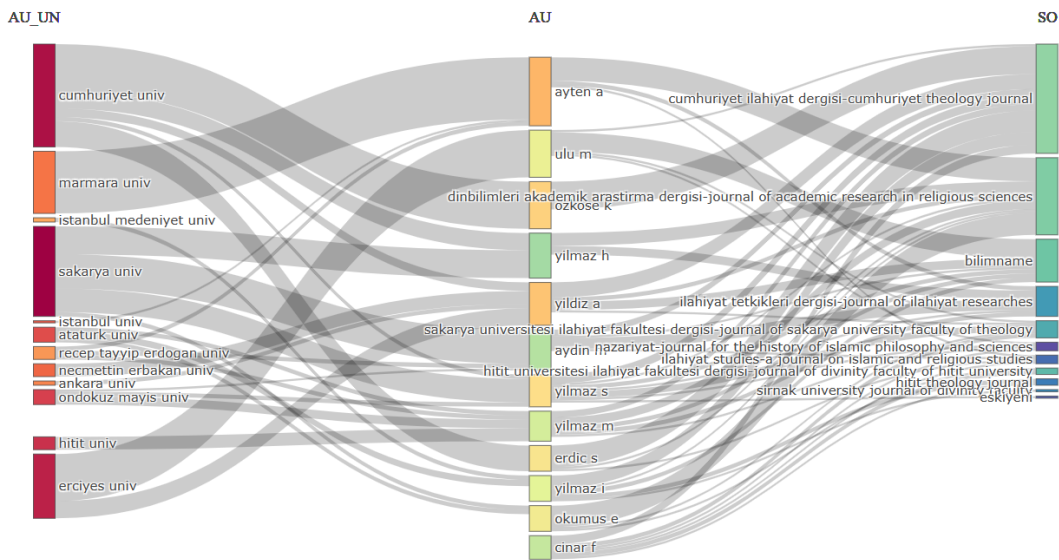 AU_UN
AU
SO
cumhuriyet univ
marmara univ
istanbul medeniyet univ
sakarya univ
istanbul univ
ataturk univ
recep tayyip erdogan univ
necmettin erbakan univ
ankara univ
ondokuz mayis univ
hitit univ
erciyes univ
ayten a
ulu m
ozkose k
yilmaz h
yildiz a
aydin h
yilmaz s
yilmaz m
erdic s
yilmaz i
okumus e
cinar f
cumhuriyet ilahiyat dergisi-cumhuriyet theology journal
dinbilimleri akademik arastirma dergisi-journal of academic research in religious sciences
bilimname
ilahiyat tetkikleri dergisi-journal of ilahiyat researches
sakarya universitesi ilahiyat fakultesi dergisi-journal of sakarya university faculty of theology
nazariyat-journal for the history of islamic philosophy and sciences
ilahiyat studies-a journal on islamic and religious studies
hitit universitesi ilahiyat fakultesi dergisi-journal of divinity faculty of hitit university
hitit theology journal
sirnak university journal of divinity faculty
eskiyeni